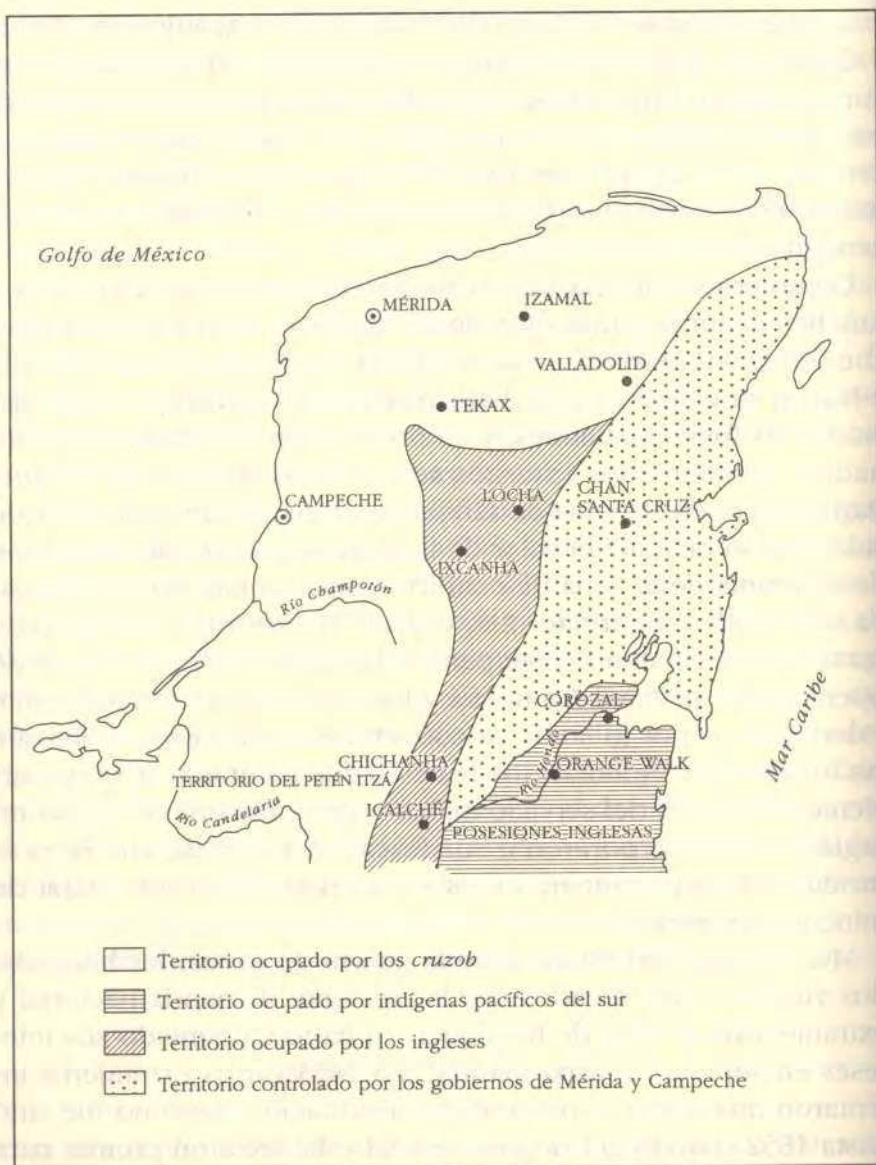 Golfo de México
MÉRIDA
IZAMAL
VALLADOLID
TEKAX
CHÁN
SANTA CRUZ
LOCHA
CAMPECHE
IXCANHA
Río Champotón
Mar Caribe
COROZAL
Río Hondo
CHICHANHA
ORANGE WALK
TERRITORIO DEL PETÉN ITZÁ
Río Candelaria
ICALCHÉ
POSESIONES INGLESAS
Territorio ocupado por los cruzob
Territorio ocupado por indígenas pacíficos del sur
Territorio ocupado por los ingleses
Territorio controlado por los gobiernos de Mérida y Campeche